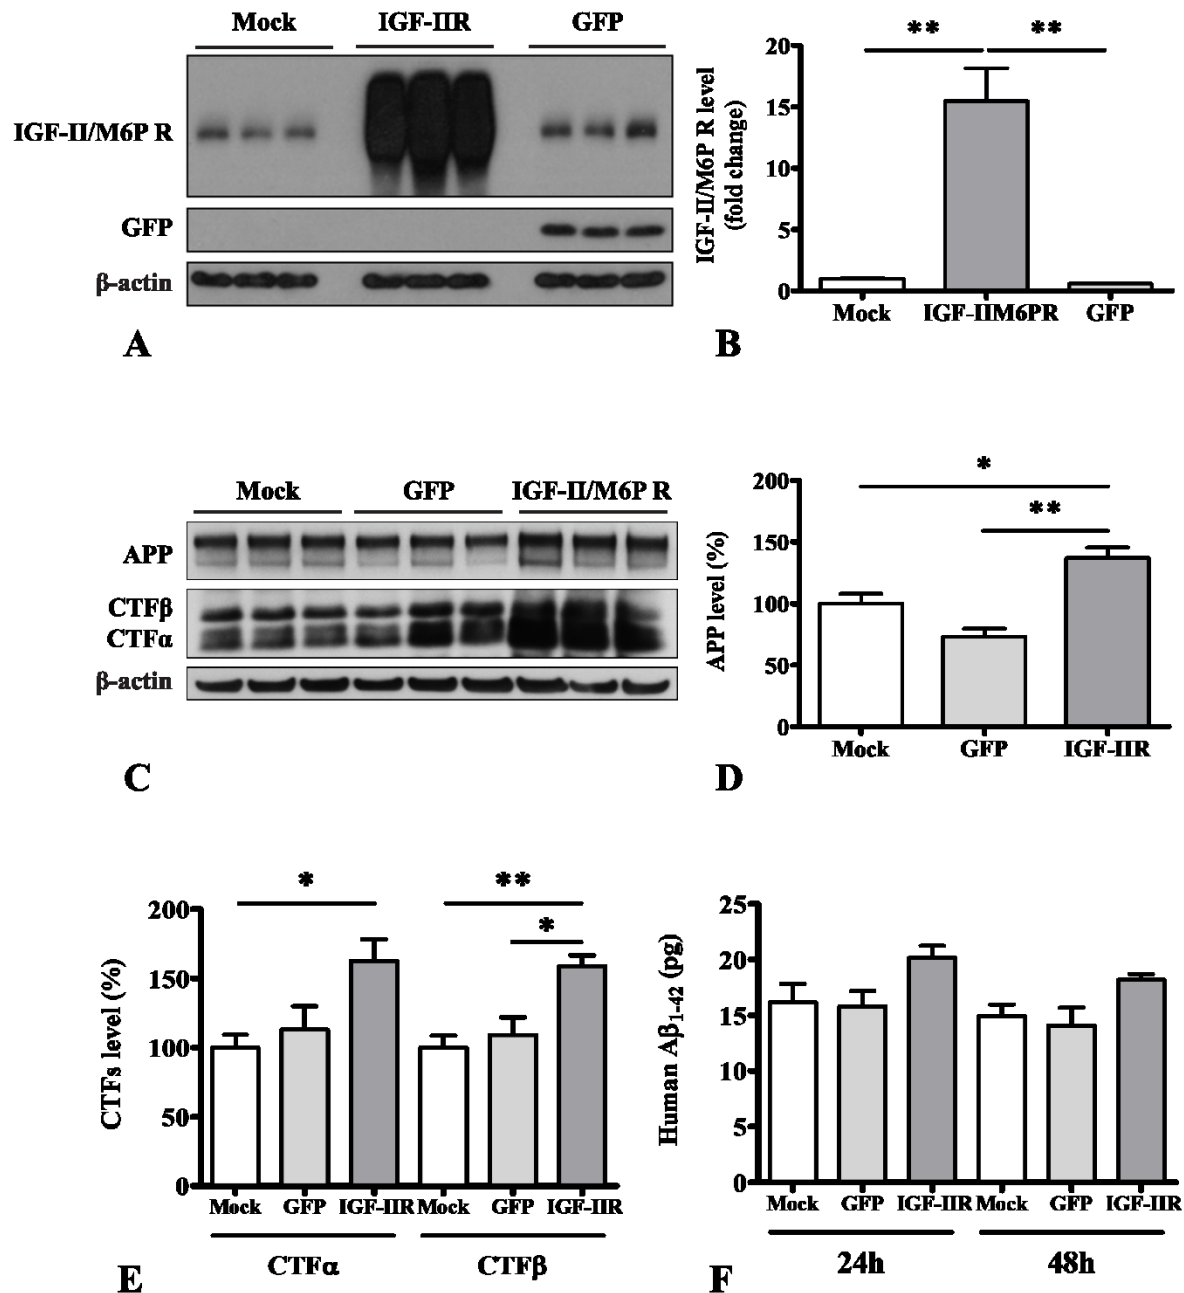 Mock IGF-IIR GFP
IGF-II/M6P R
GFP
β-actin
A
** **
IGF-II/M6P R level
(fold change)
20
15
10
5
0
Mock IGF-IIM6PR GFP
B
Mock GFP IGF-II/M6P R
APP
CTFβ
CTFα
β-actin
C
*
**
APP level (%)
200
150
100
50
0
Mock GFP IGF-IIR
D
* **
*
CTFs level (%)
200
150
100
50
0
Mock GFP IGF-IIR Mock GFP IGF-IIR
CTFα CTFβ
E
Human Aβ1-42 (pg)
25
20
15
10
5
0
Mock GFP IGF-IIR Mock GFP IGF-IIR
24h 48h
F